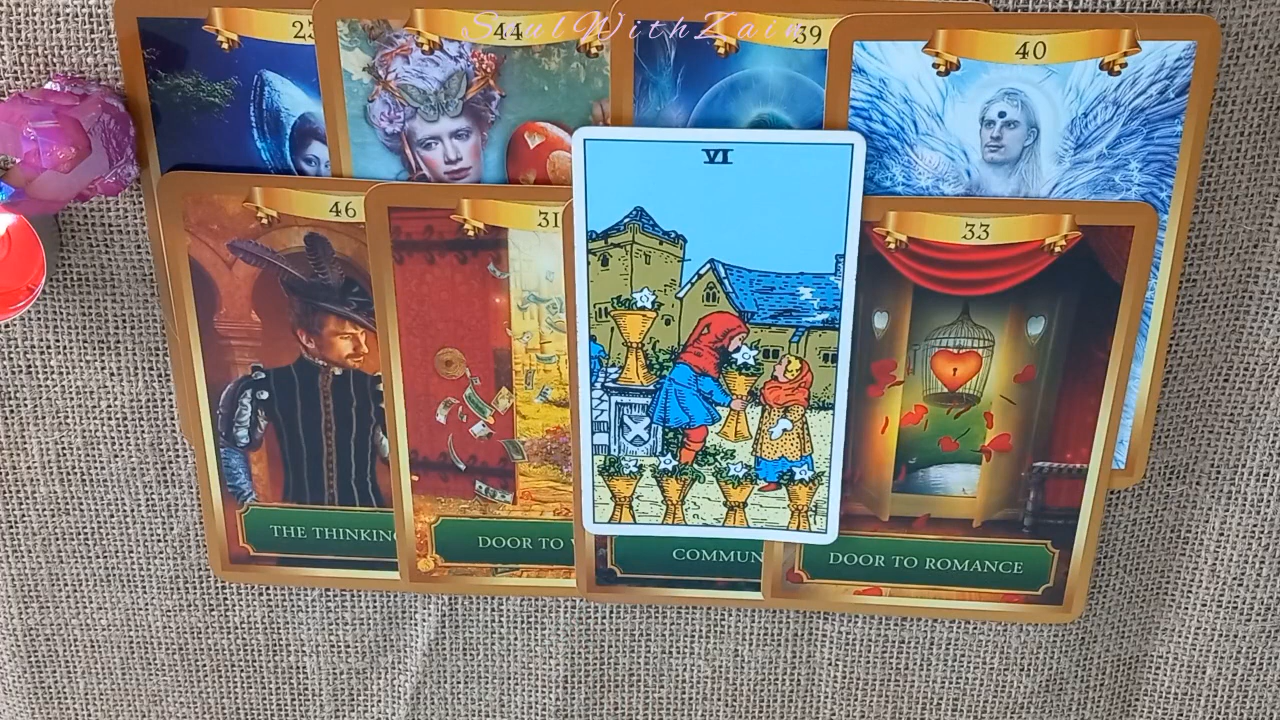 SoulWithZain
23
44
39
40
46
31
VI
33
THE THINKING
DOOR TO
COMMUN
DOOR TO ROMANCE